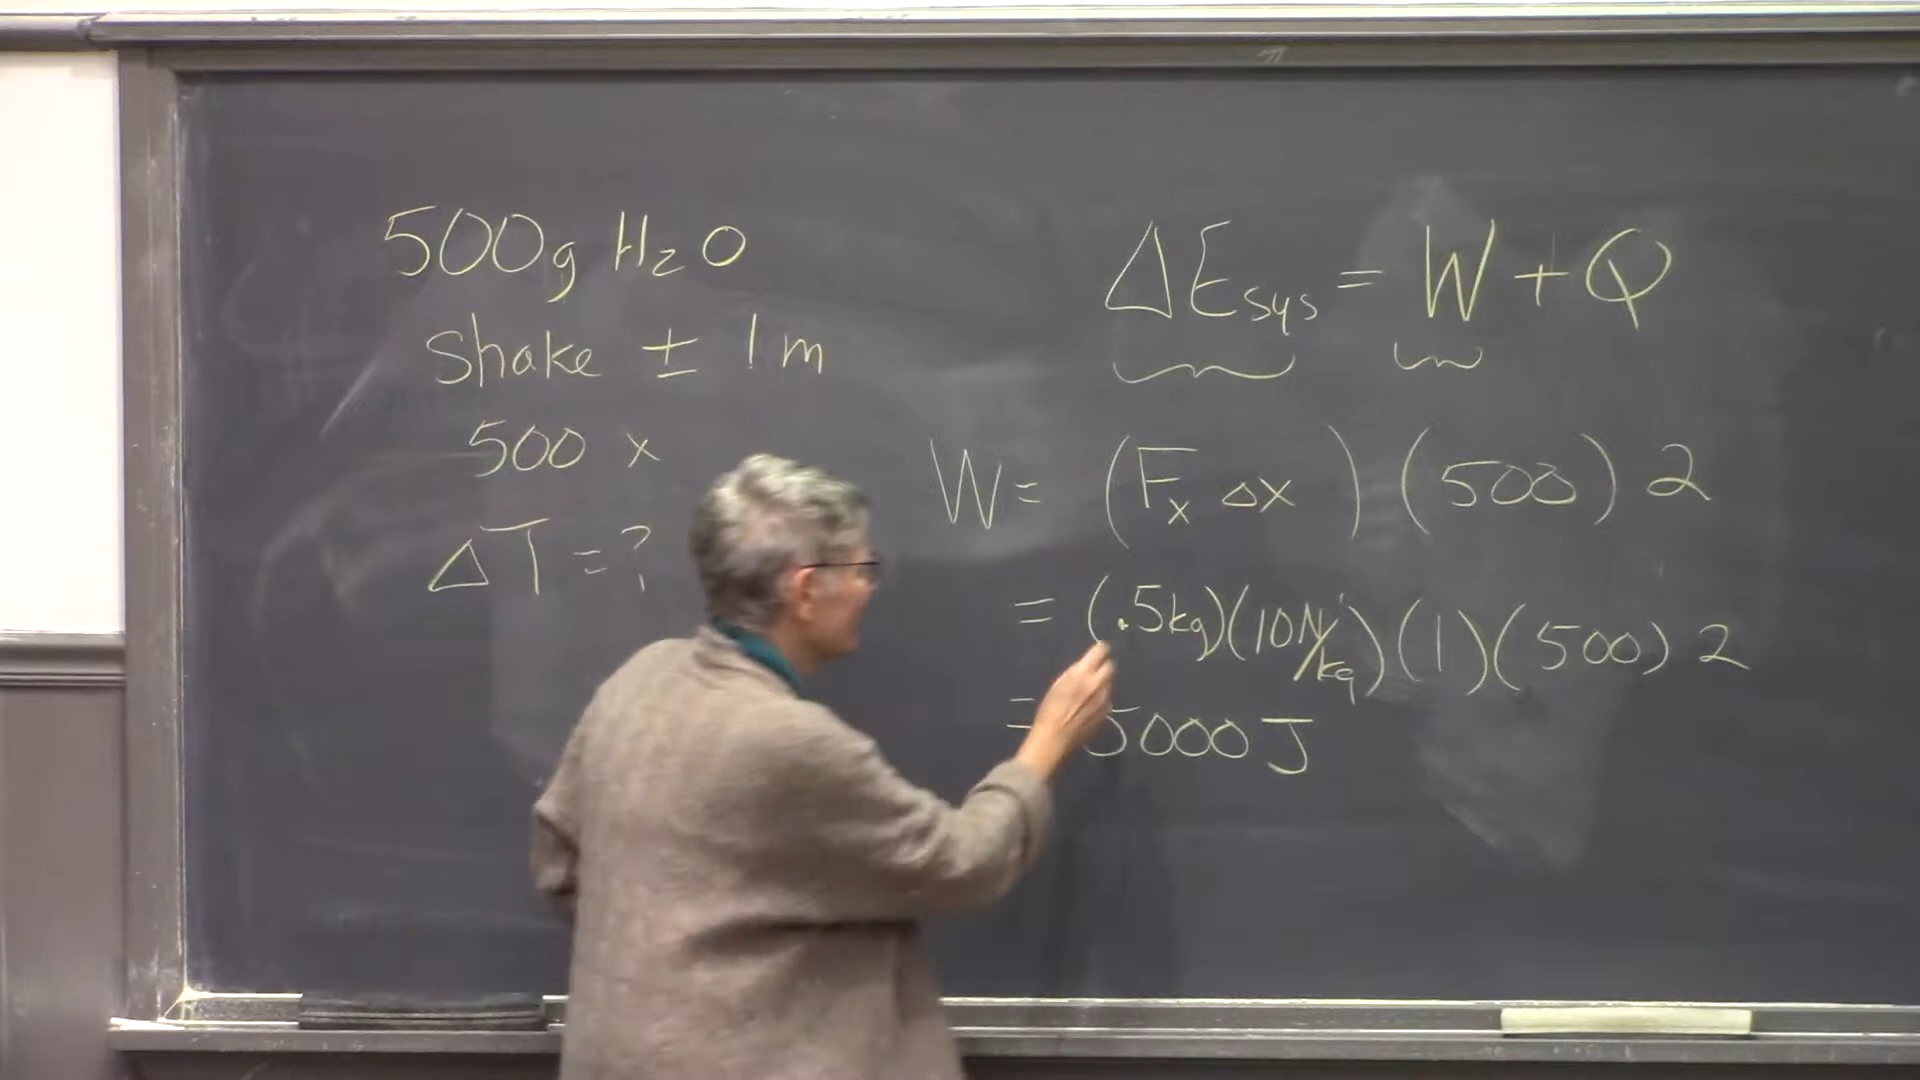 500g H₂O
Shake ± 1m
500 x
ΔT = ?
ΔEsys = W + Q
W = (Fx Δx) (500) 2
= (.5kg)(10N/kg)(1)(500) 2
= 5000 J